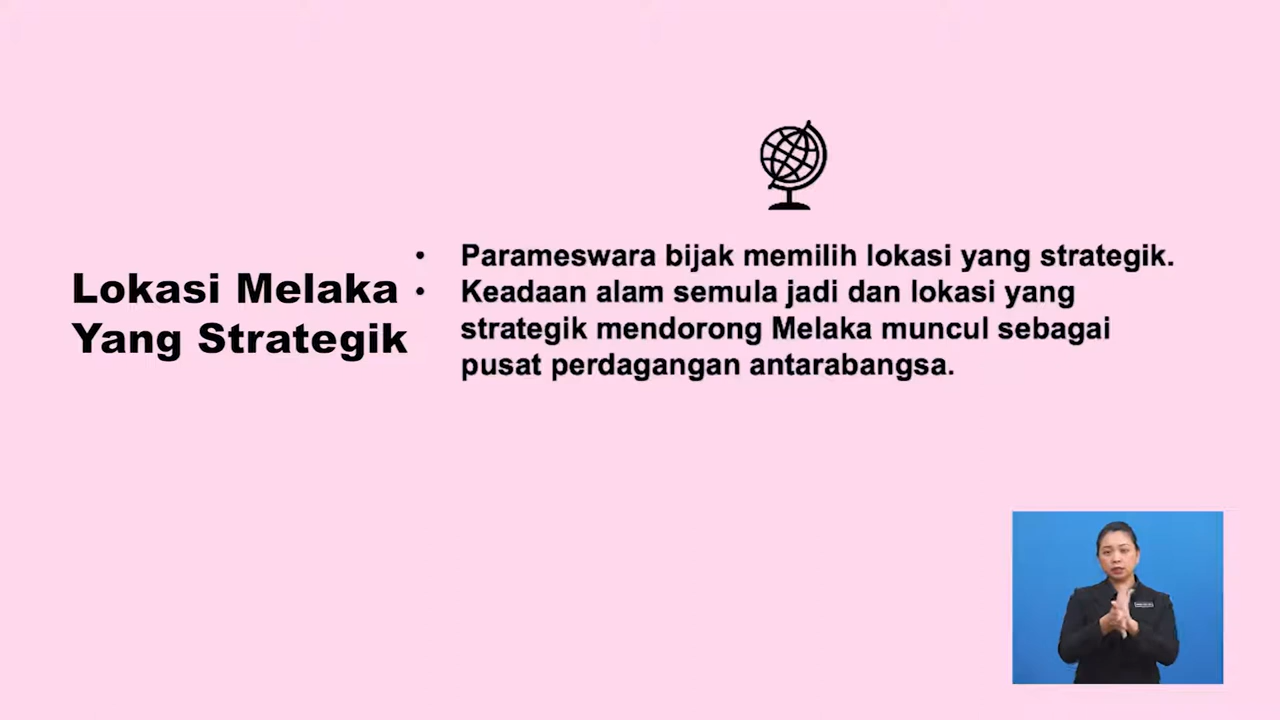 Lokasi Melaka
Yang Strategik
• Parameswara bijak memilih lokasi yang strategik.
• Keadaan alam semula jadi dan lokasi yang
strategik mendorong Melaka muncul sebagai
pusat perdagangan antarabangsa.